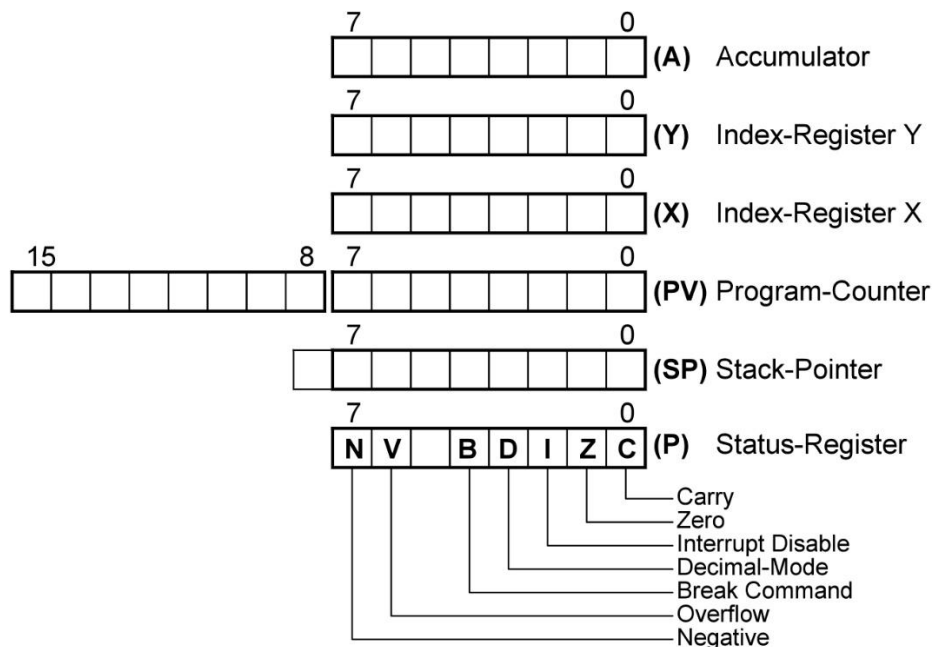 7 0
(A) Accumulator
7 0
(Y) Index-Register Y
7 0
(X) Index-Register X
15 8 7 0
(PV) Program-Counter
7 0
(SP) Stack-Pointer
7 0
N V B D I Z C (P) Status-Register
Carry
Zero
Interrupt Disable
Decimal-Mode
Break Command
Overflow
Negative